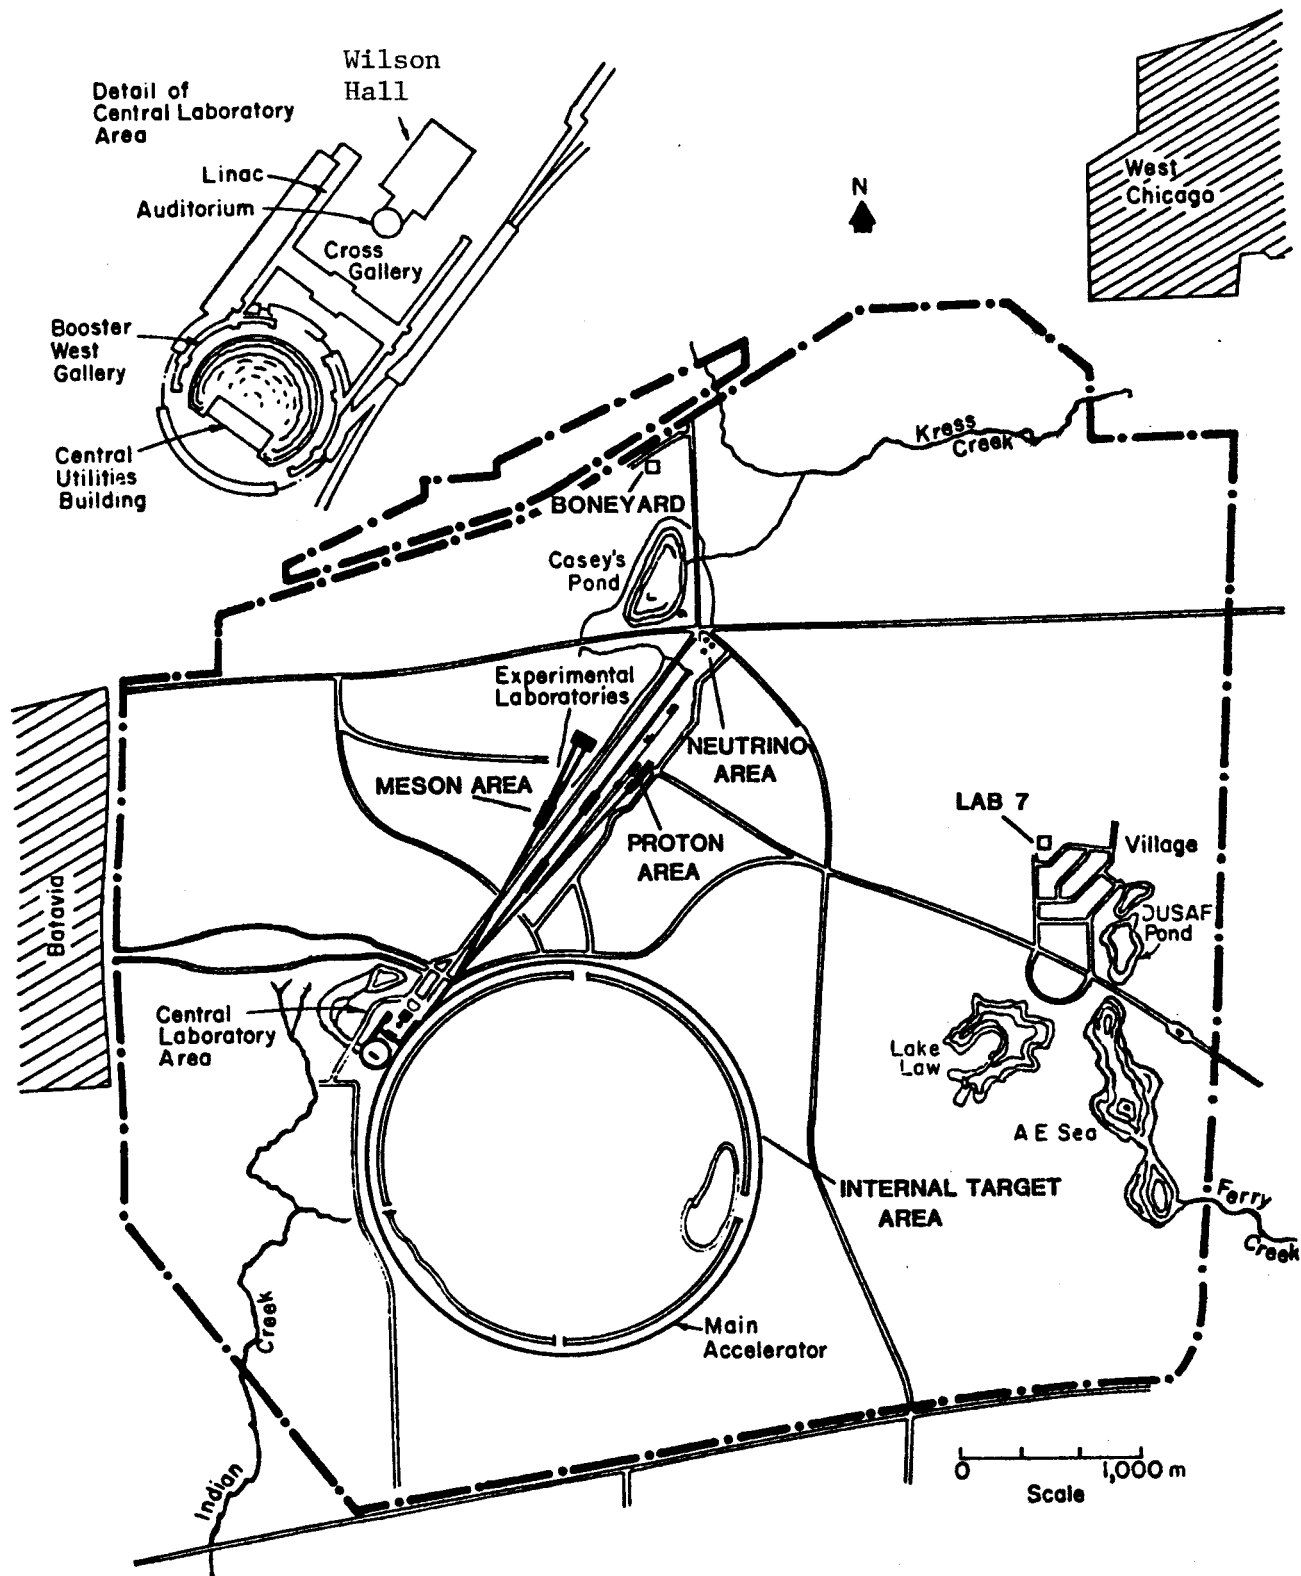 Wilson
Hall
Detail of
Central Laboratory
Area
Linac
Auditorium
Cross
Gallery
Booster
West
Gallery
Central
Utilities
Building
West
Chicago
N
Kress
Creek
BONEYARD
Casey's
Pond
Experimental
Laboratories
NEUTRINO
AREA
MESON AREA
PROTON
AREA
LAB 7
Village
DUSAF
Pond
Batavia
Central
Laboratory
Area
Lake
Law
A E Sea
INTERNAL TARGET
AREA
Ferry
Creek
Main
Accelerator
Indian
Creek
0 1,000 m
Scale